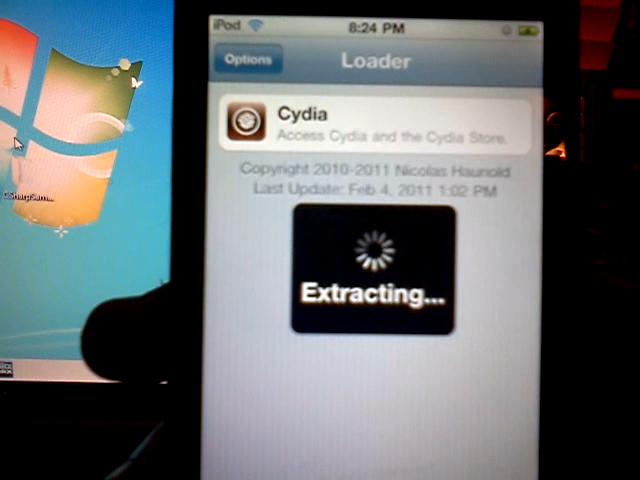 iPod 8:24 PM
Options Loader
Cydia
Access Cydia and the Cydia Store.
Copyright 2010-2011 Nicolas Haunold
Last Update: Feb 4, 2011 1:02 PM
Extracting...
CSharpSam...